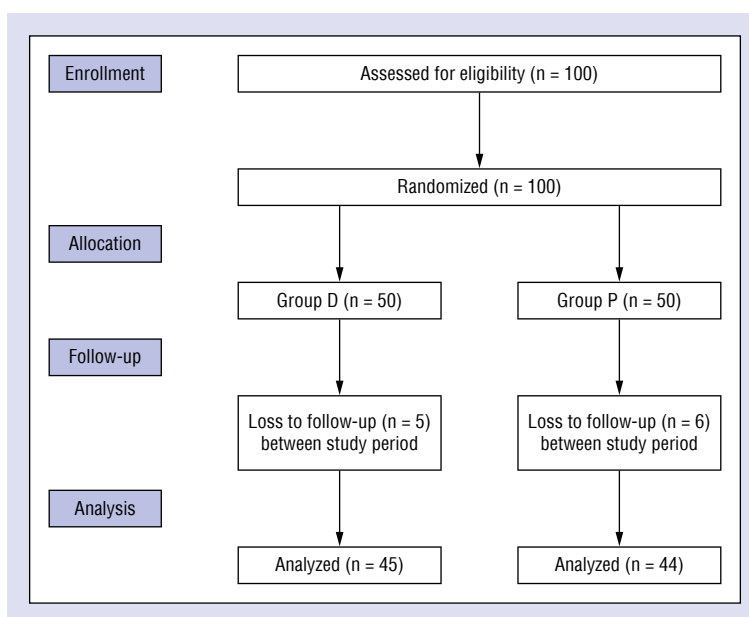 Enrollment
Assessed for eligibility (n = 100)
Randomized (n = 100)
Allocation
Group D (n = 50)
Group P (n = 50)
Follow-up
Loss to follow-up (n = 5)
between study period
Loss to follow-up (n = 6)
between study period
Analysis
Analyzed (n = 45)
Analyzed (n = 44)